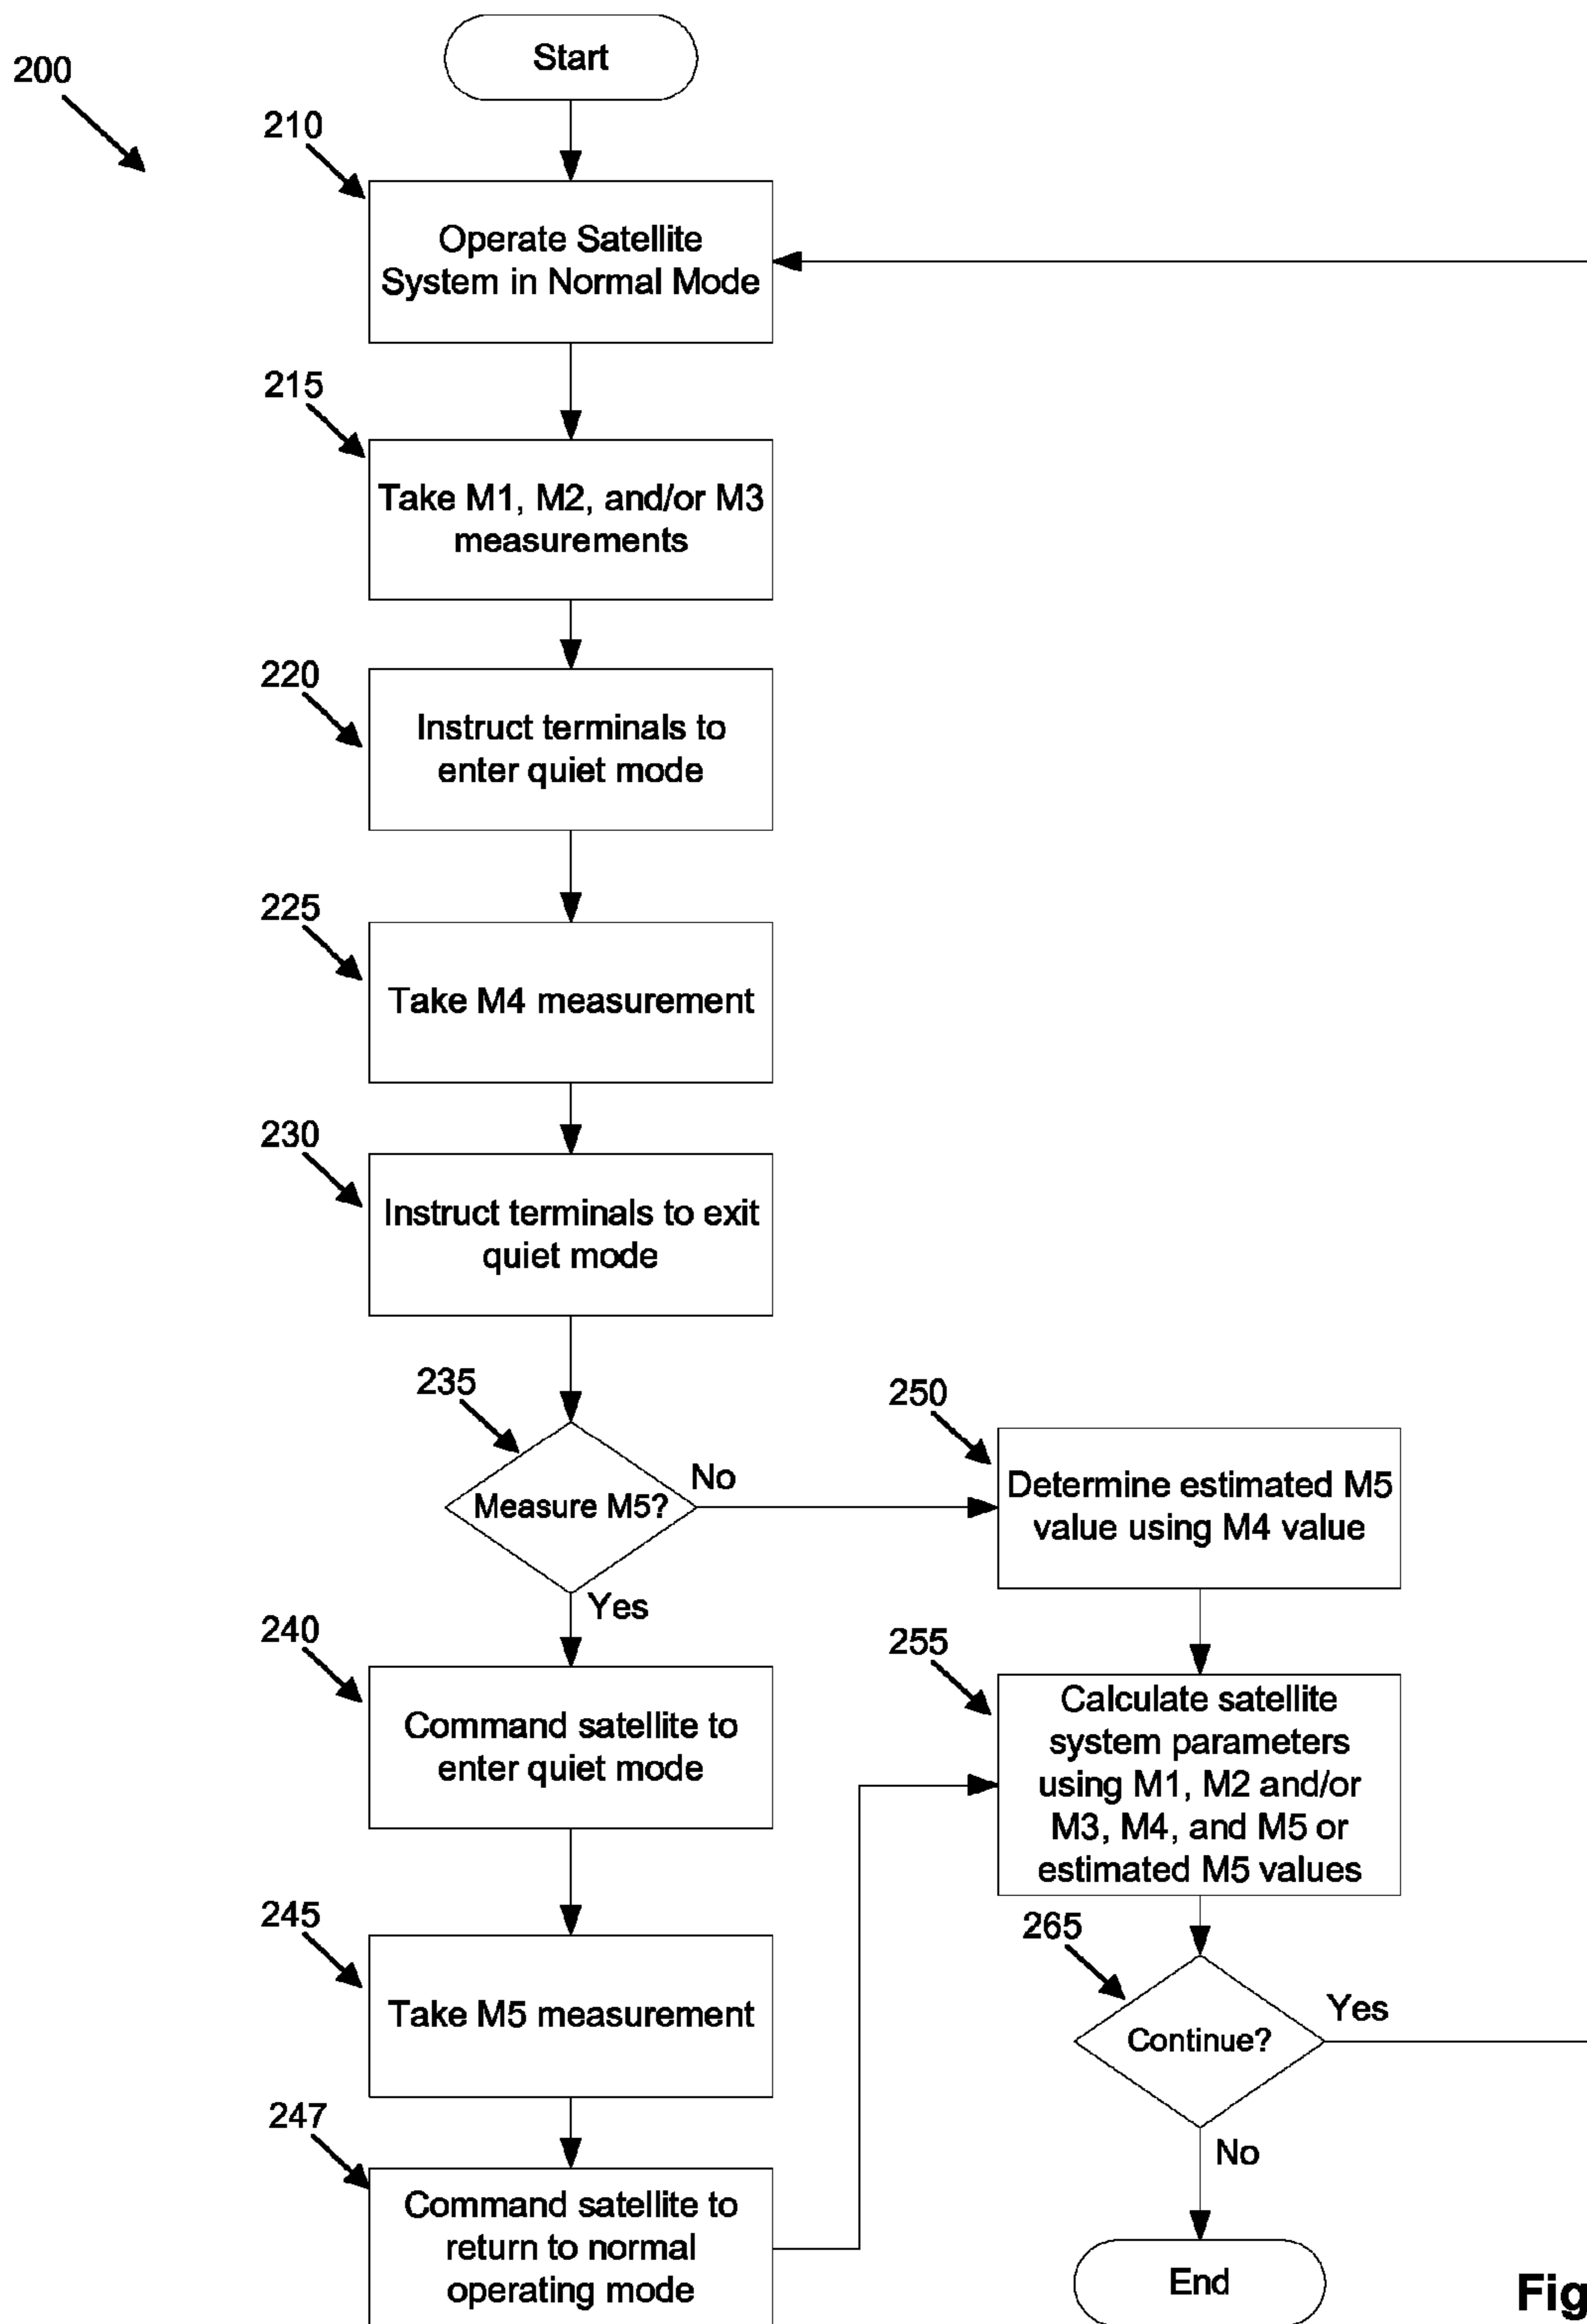 200
Start
210
Operate Satellite
System in Normal Mode
215
Take M1, M2, and/or M3
measurements
220
Instruct terminals to
enter quiet mode
225
Take M4 measurement
230
Instruct terminals to exit
quiet mode
235
Measure M5?
No
Yes
250
Determine estimated M5
value using M4 value
240
Command satellite to
enter quiet mode
255
Calculate satellite
system parameters
using M1, M2 and/or
M3, M4, and M5 or
estimated M5 values
245
Take M5 measurement
265
Continue?
Yes
No
247
Command satellite to
return to normal
operating mode
End
Fig